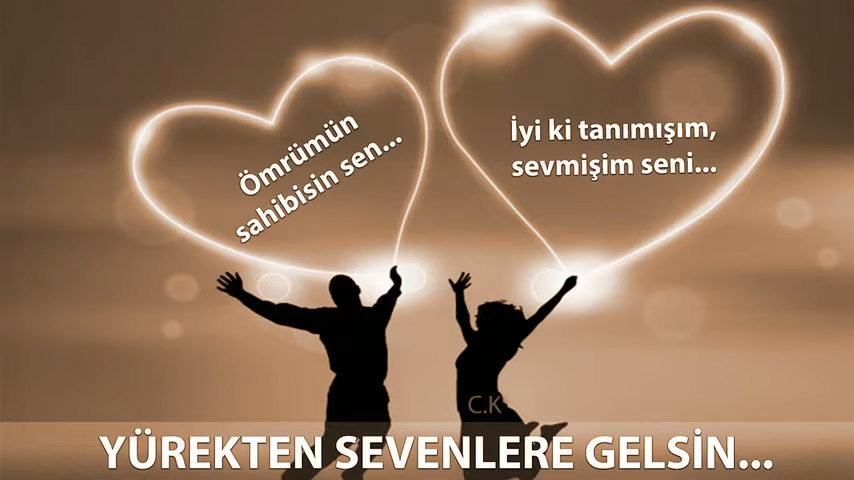 Ömrümün
sahibisin sen...
İyi ki tanımışım,
sevmişim seni...
C.K
YÜREKTEN SEVENLERE GELSİN...